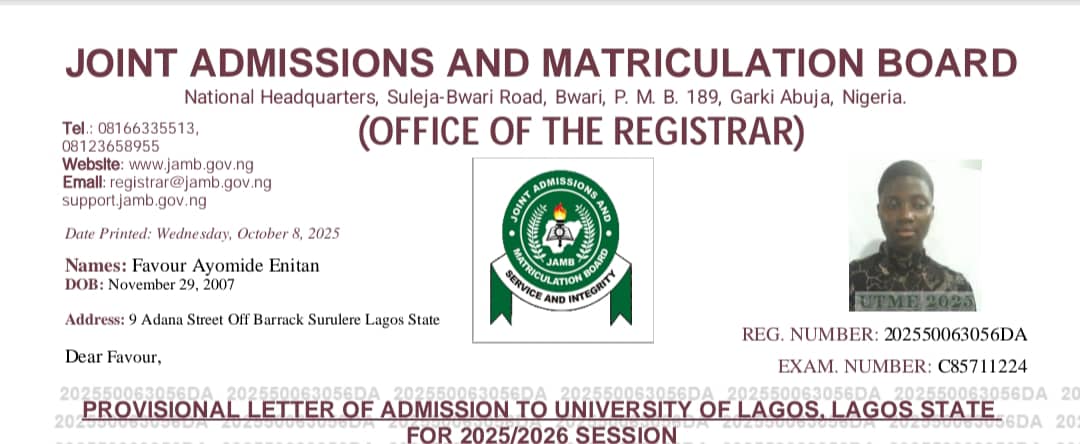 JOINT ADMISSIONS AND MATRICULATION BOARD
National Headquarters, Suleja-Bwari Road, Bwari, P. M. B. 189, Garki Abuja, Nigeria.
(OFFICE OF THE REGISTRAR)
Tel.: 08166335513,
08123658955
Website: www.jamb.gov.ng
Email: registrar@jamb.gov.ng
support.jamb.gov.ng
Date Printed: Wednesday, October 8, 2025
Names: Favour Ayomide Enitan
DOB: November 29, 2007
Address: 9 Adana Street Off Barrack Surulere Lagos State
Dear Favour,
JOINT ADMISSIONS AND
MATRICULATION BOARD
JAMB
SERVICE AND INTEGRITY
UTME 2025
REG. NUMBER: 202550063056DA
EXAM. NUMBER: C85711224
202550063056DA 202550063056DA 202550063056DA 202550063056DA 202550063056DA 202550063056DA 20
PROVISIONAL LETTER OF ADMISSION TO UNIVERSITY OF LAGOS, LAGOS STATE
FOR 2025/2026 SESSION